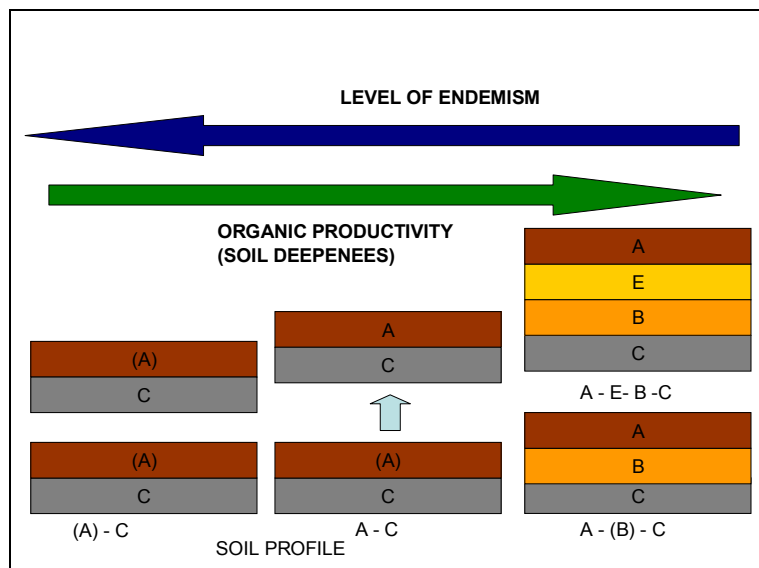 LEVEL OF ENDEMISM
ORGANIC PRODUCTIVITY
(SOIL DEEPENEES)
A
E
B
C
A - E- B -C
A
C
(A)
C
(A)
C
(A) - C
(A)
C
A - C
A
B
C
A - (B) - C
SOIL PROFILE